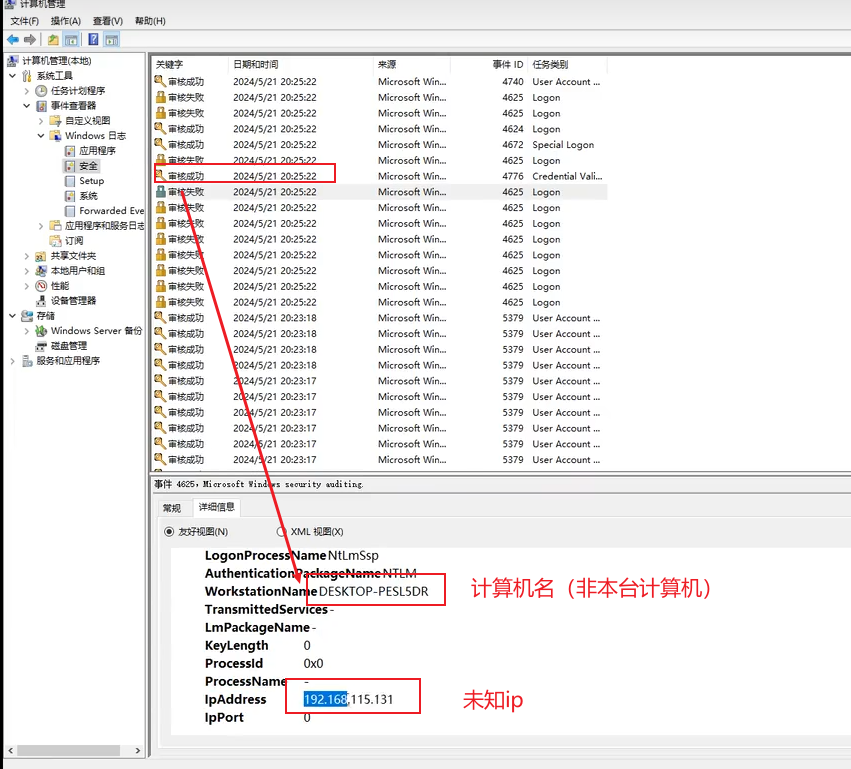 计算机管理
文件(F) 操作(A) 查看(V) 帮助(H)
计算机管理(本地)
系统工具
任务计划程序
事件查看器
自定义视图
Windows 日志
应用程序
安全
Setup
系统
Forwarded Eve
应用程序和服务日志
订阅
共享文件夹
本地用户和组
性能
设备管理器
存储
Windows Server 备份
磁盘管理
服务和应用程序
关键字 日期和时间 来源 事件 ID 任务类别
审核成功 2024/5/21 20:25:22 Microsoft Win... 4740 User Account ...
审核失败 2024/5/21 20:25:22 Microsoft Win... 4625 Logon
审核失败 2024/5/21 20:25:22 Microsoft Win... 4625 Logon
审核成功 2024/5/21 20:25:22 Microsoft Win... 4624 Logon
审核成功 2024/5/21 20:25:22 Microsoft Win... 4672 Special Logon
审核失败 2024/5/21 20:25:22 Microsoft Win... 4625 Logon
审核成功 2024/5/21 20:25:22 Microsoft Win... 4776 Credential Vali...
审核失败 2024/5/21 20:25:22 Microsoft Win... 4625 Logon
审核失败 2024/5/21 20:25:22 Microsoft Win... 4625 Logon
审核失败 2024/5/21 20:25:22 Microsoft Win... 4625 Logon
审核失败 2024/5/21 20:25:22 Microsoft Win... 4625 Logon
审核失败 2024/5/21 20:25:22 Microsoft Win... 4625 Logon
审核失败 2024/5/21 20:25:22 Microsoft Win... 4625 Logon
审核失败 2024/5/21 20:25:22 Microsoft Win... 4625 Logon
审核失败 2024/5/21 20:25:22 Microsoft Win... 4625 Logon
审核成功 2024/5/21 20:23:18 Microsoft Win... 5379 User Account ...
审核成功 2024/5/21 20:23:18 Microsoft Win... 5379 User Account ...
审核成功 2024/5/21 20:23:18 Microsoft Win... 5379 User Account ...
审核成功 2024/5/21 20:23:18 Microsoft Win... 5379 User Account ...
审核成功 2024/5/21 20:23:17 Microsoft Win... 5379 User Account ...
审核成功 2024/5/21 20:23:17 Microsoft Win... 5379 User Account ...
审核成功 2024/5/21 20:23:17 Microsoft Win... 5379 User Account ...
审核成功 2024/5/21 20:23:17 Microsoft Win... 5379 User Account ...
审核成功 2024/5/21 20:23:17 Microsoft Win... 5379 User Account ...
审核成功 2024/5/21 20:23:17 Microsoft Win... 5379 User Account ...
事件 4625，Microsoft Windows security auditing.
常规 详细信息
友好视图(N) XML 视图(X)
LogonProcessName NtLmSsp
AuthenticationPackageName NTLM
WorkstationName DESKTOP-PESL5DR
计算机名（非本台计算机）
TransmittedServices -
LmPackageName -
KeyLength 0
ProcessId 0x0
ProcessName -
IpAddress 192.168.115.131
未知ip
IpPort 0